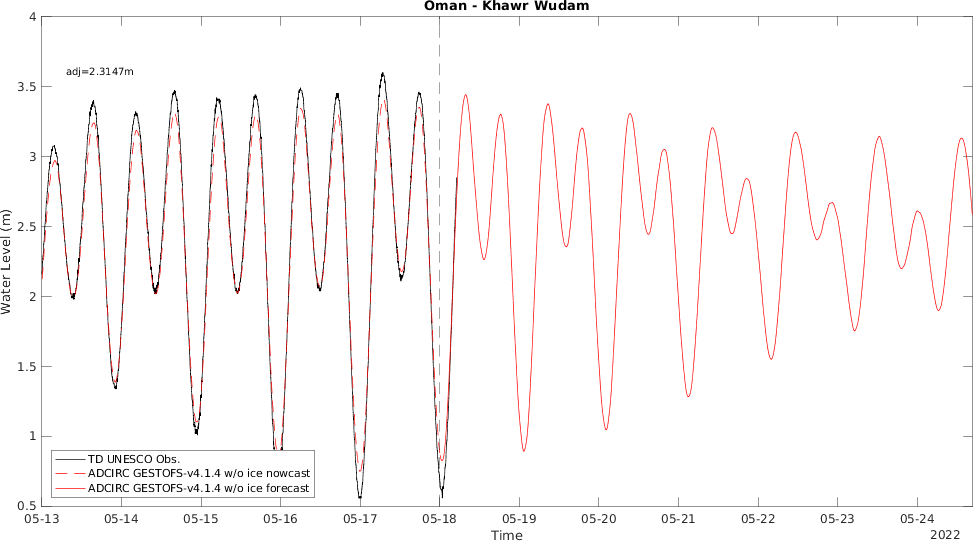 Oman - Khawr Wudam
adj=2.3147m
Water Level (m)
4
3.5
3
2.5
2
1.5
1
0.5
TD UNESCO Obs.
ADCIRC GESTOFS-v4.1.4 w/o ice nowcast
ADCIRC GESTOFS-v4.1.4 w/o ice forecast
05-13 05-14 05-15 05-16 05-17 05-18 05-19 05-20 05-21 05-22 05-23 05-24
2022
Time